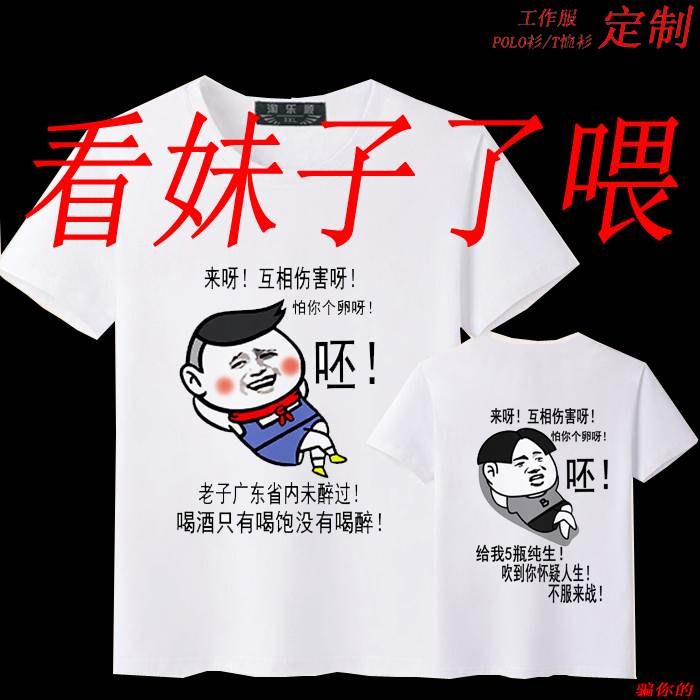 工作服
POLO衫/T恤衫
定制
淘乐顾
看妹子了喂
来呀！互相伤害呀！
怕你个卵呀！
呸！
老子广东省内未醉过！
喝酒只有喝饱没有喝醉！
来呀！互相伤害呀！
怕你个卵呀！
呸！
B
给我5瓶纯生！
吹到你怀疑人生！
不服来战！
骗你的